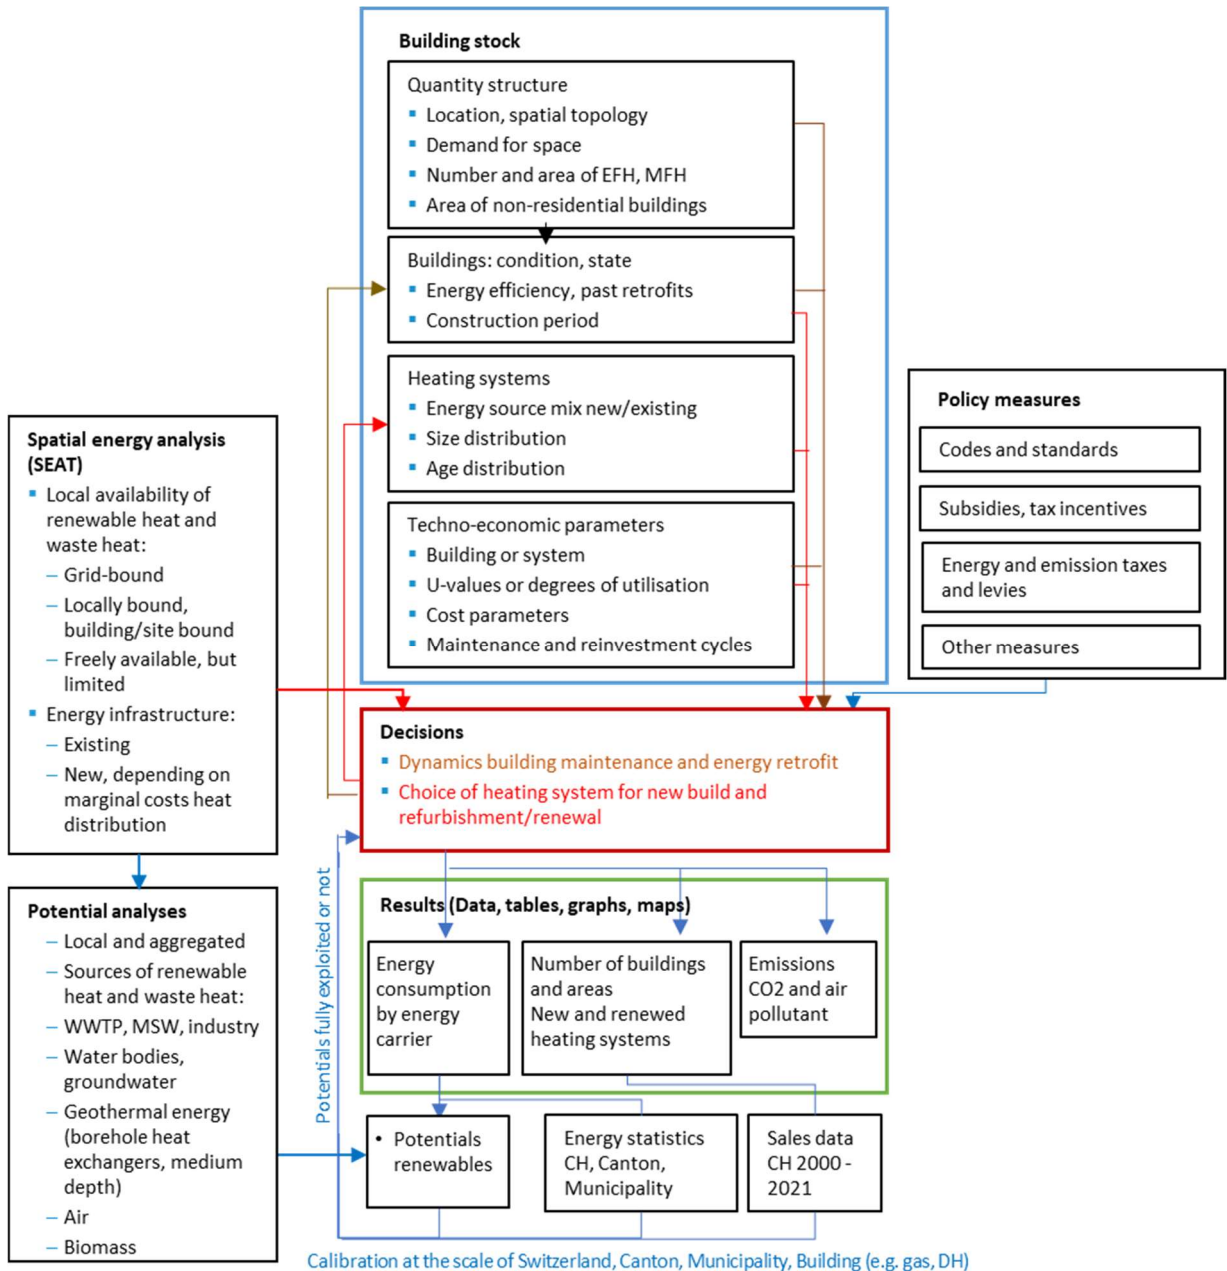 Building stock
Quantity structure
▪ Location, spatial topology
▪ Demand for space
▪ Number and area of EFH, MFH
▪ Area of non-residential buildings
Buildings: condition, state
▪ Energy efficiency, past retrofits
▪ Construction period
Heating systems
▪ Energy source mix new/existing
▪ Size distribution
▪ Age distribution
Techno-economic parameters
▪ Building or system
▪ U-values or degrees of utilisation
▪ Cost parameters
▪ Maintenance and reinvestment cycles
Policy measures
Codes and standards
Subsidies, tax incentives
Energy and emission taxes
and levies
Other measures
Spatial energy analysis
(SEAT)
▪ Local availability of
renewable heat and
waste heat:
– Grid-bound
– Locally bound,
building/site bound
– Freely available, but
limited
▪ Energy infrastructure:
– Existing
– New, depending on
marginal costs heat
distribution
Decisions
▪ Dynamics building maintenance and energy retrofit
▪ Choice of heating system for new build and
refurbishment/renewal
Potential analyses
– Local and aggregated
– Sources of renewable
heat and waste heat:
– WWTP, MSW, industry
– Water bodies,
groundwater
– Geothermal energy
(borehole heat
exchangers, medium
depth)
– Air
– Biomass
Potentials fully exploited or not
Results (Data, tables, graphs, maps)
Energy
consumption
by energy
carrier
Number of buildings
and areas
New and renewed
heating systems
Emissions
CO2 and air
pollutant
• Potentials
renewables
Energy statistics
CH, Canton,
Municipality
Sales data
CH 2000 -
2021
Calibration at the scale of Switzerland, Canton, Municipality, Building (e.g. gas, DH)